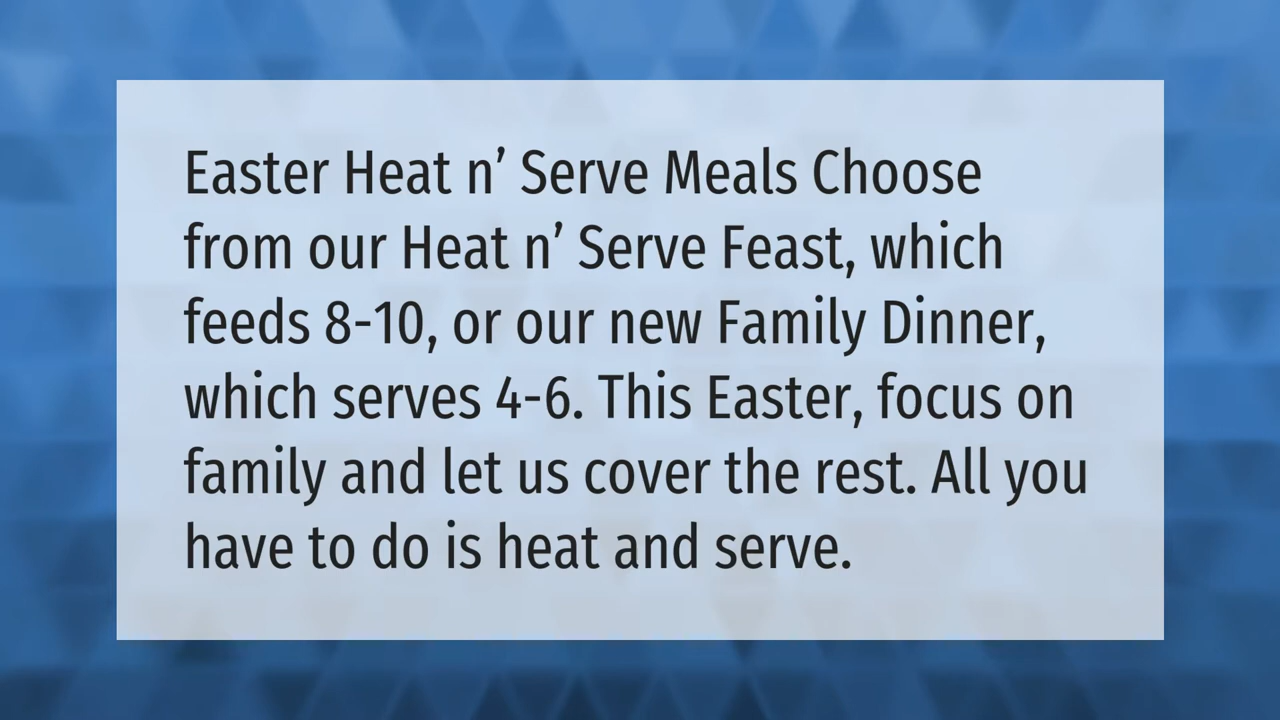 Easter Heat n’ Serve Meals Choose
from our Heat n’ Serve Feast, which
feeds 8-10, or our new Family Dinner,
which serves 4-6. This Easter, focus on
family and let us cover the rest. All you
have to do is heat and serve.